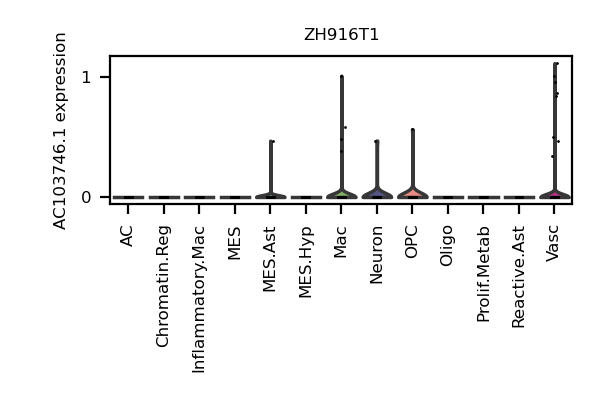 ZH916T1
AC103746.1 expression
1
0
AC
Chromatin.Reg
Inflammatory.Mac
MES
MES.Ast
MES.Hyp
Mac
Neuron
OPC
Oligo
Prolif.Metab
Reactive.Ast
Vasc